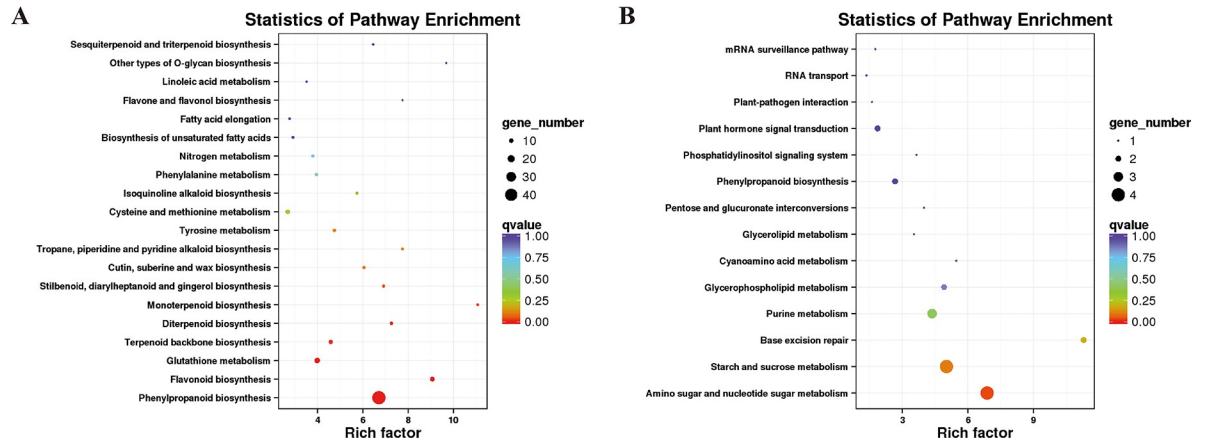 A
Statistics of Pathway Enrichment
Sesquiterpenoid and triterpenoid biosynthesis
Other types of O-glycan biosynthesis
Linoleic acid metabolism
Flavone and flavonol biosynthesis
Fatty acid elongation
Biosynthesis of unsaturated fatty acids
Nitrogen metabolism
Phenylalanine metabolism
Isoquinoline alkaloid biosynthesis
Cysteine and methionine metabolism
Tyrosine metabolism
Tropane, piperidine and pyridine alkaloid biosynthesis
Cutin, suberine and wax biosynthesis
Stilbenoid, diarylheptanoid and gingerol biosynthesis
Monoterpenoid biosynthesis
Diterpenoid biosynthesis
Terpenoid backbone biosynthesis
Glutathione metabolism
Flavonoid biosynthesis
Phenylpropanoid biosynthesis
4 6 8 10
Rich factor
gene_number
10
20
30
40
qvalue
1.00
0.75
0.50
0.25
0.00
B
Statistics of Pathway Enrichment
mRNA surveillance pathway
RNA transport
Plant-pathogen interaction
Plant hormone signal transduction
Phosphatidylinositol signaling system
Phenylpropanoid biosynthesis
Pentose and glucuronate interconversions
Glycerolipid metabolism
Cyanoamino acid metabolism
Glycerophospholipid metabolism
Purine metabolism
Base excision repair
Starch and sucrose metabolism
Amino sugar and nucleotide sugar metabolism
3 6 9
Rich factor
gene_number
1
2
3
4
qvalue
1.00
0.75
0.50
0.25
0.00